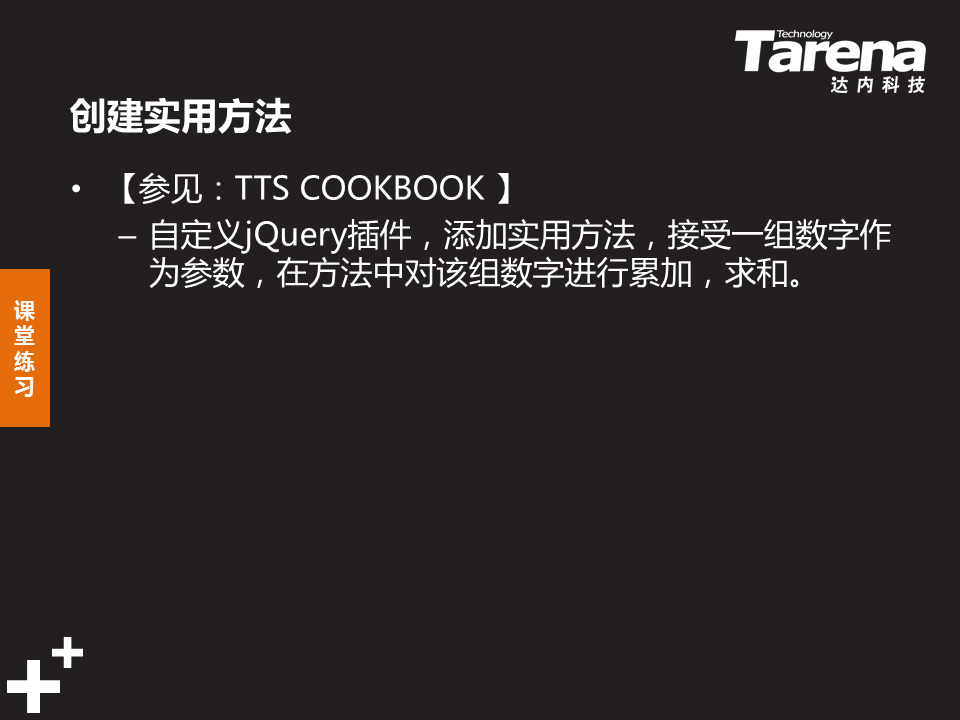 Technology
Tarena
达内科技
创建实用方法
• 【参见：TTS COOKBOOK 】
– 自定义jQuery插件，添加实用方法，接受一组数字作
为参数，在方法中对该组数字进行累加，求和。
课
堂
练
习